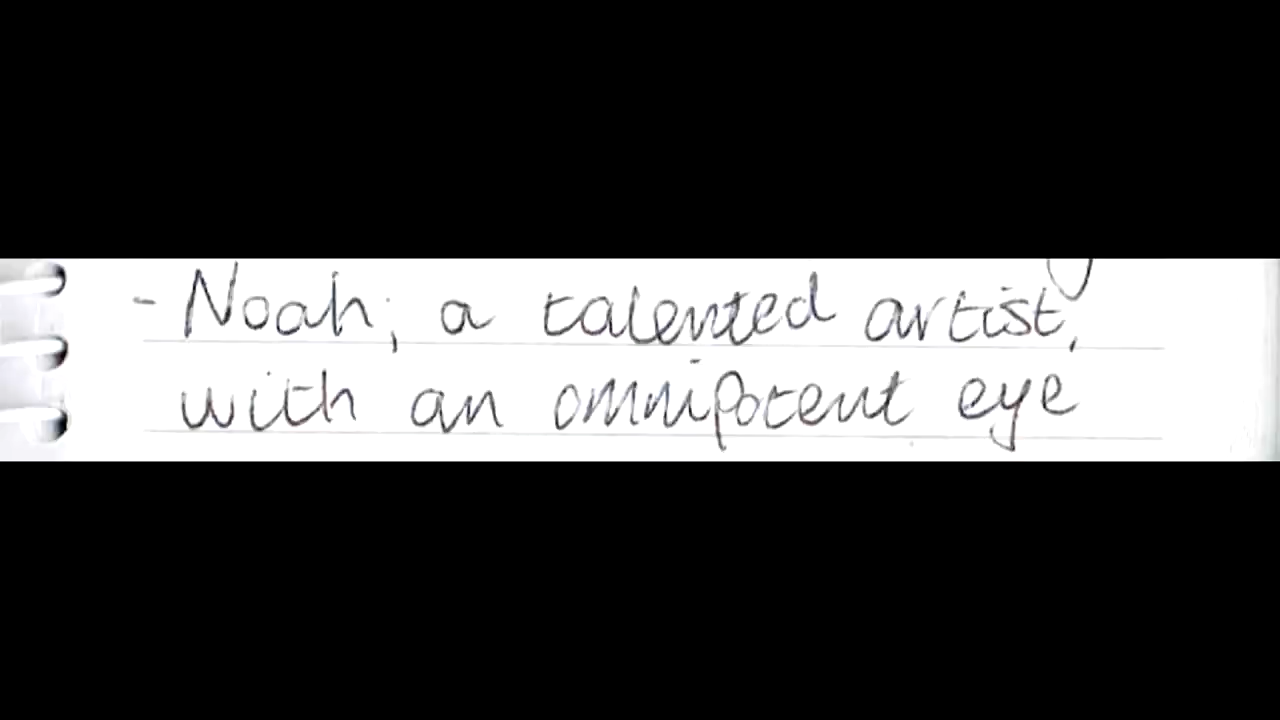 - Noah; a talented artist,
with an omnipotent eye